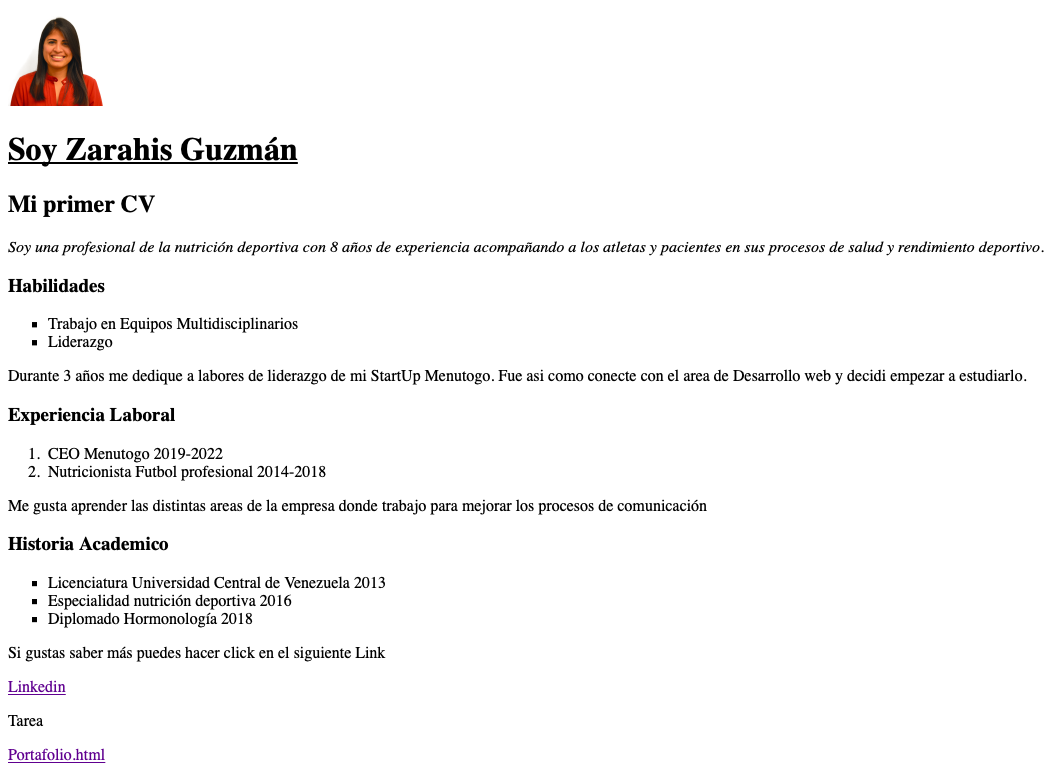 Soy Zarahis Guzmán
Mi primer CV
Soy una profesional de la nutrición deportiva con 8 años de experiencia acompañando a los atletas y pacientes en sus procesos de salud y rendimiento deportivo.
Habilidades
▪ Trabajo en Equipos Multidisciplinarios
▪ Liderazgo
Durante 3 años me dedique a labores de liderazgo de mi StartUp Menutogo. Fue asi como conecte con el area de Desarrollo web y decidi empezar a estudiarlo.
Experiencia Laboral
1. CEO Menutogo 2019-2022
2. Nutricionista Futbol profesional 2014-2018
Me gusta aprender las distintas areas de la empresa donde trabajo para mejorar los procesos de comunicación
Historia Academico
▪ Licenciatura Universidad Central de Venezuela 2013
▪ Especialidad nutrición deportiva 2016
▪ Diplomado Hormonología 2018
Si gustas saber más puedes hacer click en el siguiente Link
Linkedin
Tarea
Portafolio.html